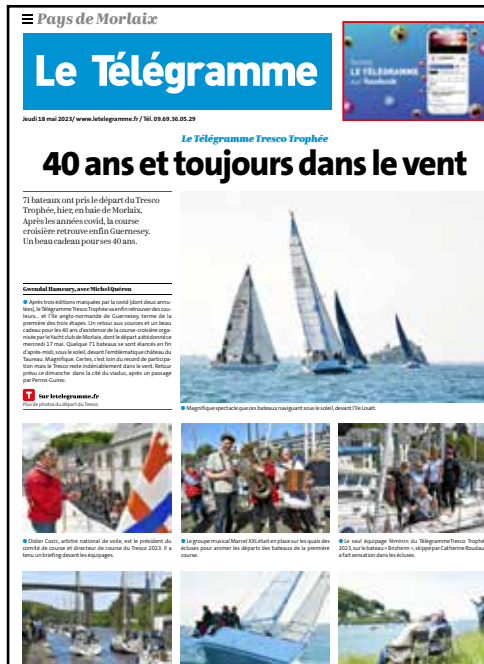 Pays de Morlaix
Le Télégramme
LE TÉLÉGRAMME
sur facebook
Jeudi 18 mai 2023/ www.letelegramme.fr / Tél. 09.69.36.05.29
Le Télégramme Tresco Trophée
40 ans et toujours dans le vent
71 bateaux ont pris le départ du Tresco
Trophée, hier, en baie de Morlaix.
Après les années covid, la course
croisière retrouve enfin Guernesey.
Un beau cadeau pour ses 40 ans.
Gwendal Hameury, avec Michel Quérou
● Après trois éditions marquées par la covid (dont deux annu-
lées), le Télégramme Tresco Trophée va enfin retrouver des cou-
leurs... et l'île anglo-normande de Guernesey, terme de la
première des trois étapes. Un retour aux sources et un beau
cadeau pour les 40 ans d'existence de la course-croisière orga-
nisée par le Yacht club de Morlaix, dont le départ a été donné ce
mercredi 17 mai. Quelque 71 bateaux se sont élancés en fin
d'après-midi, sous le soleil, devant l'emblématique château du
Taureau. Magnifique. Certes, c'est loin du record de participa-
tion mais le Tresco reste indéniablement dans le vent. Retour
prévu ce dimanche dans la cité du viaduc, après un passage
par Perros-Guirec.
T Sur letelegramme.fr
Plus de photos du départ du Tresco
● Magnifique spectacle que ces bateaux naviguant sous le soleil, devant l'île Louët.
● Didier Cozic, arbitre national de voile, est le président du
comité de course et directeur de course du Tresco 2023. Il a
tenu un briefing devant les équipages.
● Le groupe musical Marcel XXL était en place sur les quais des
écluses pour animer les départs des bateaux de la première
course.
● Le seul équipage féminin du Télégramme Tresco Trophé
2023, sur le bateau « Brizhenn », skippé par Catherine Roudau
a fait sensation dans les écluses.